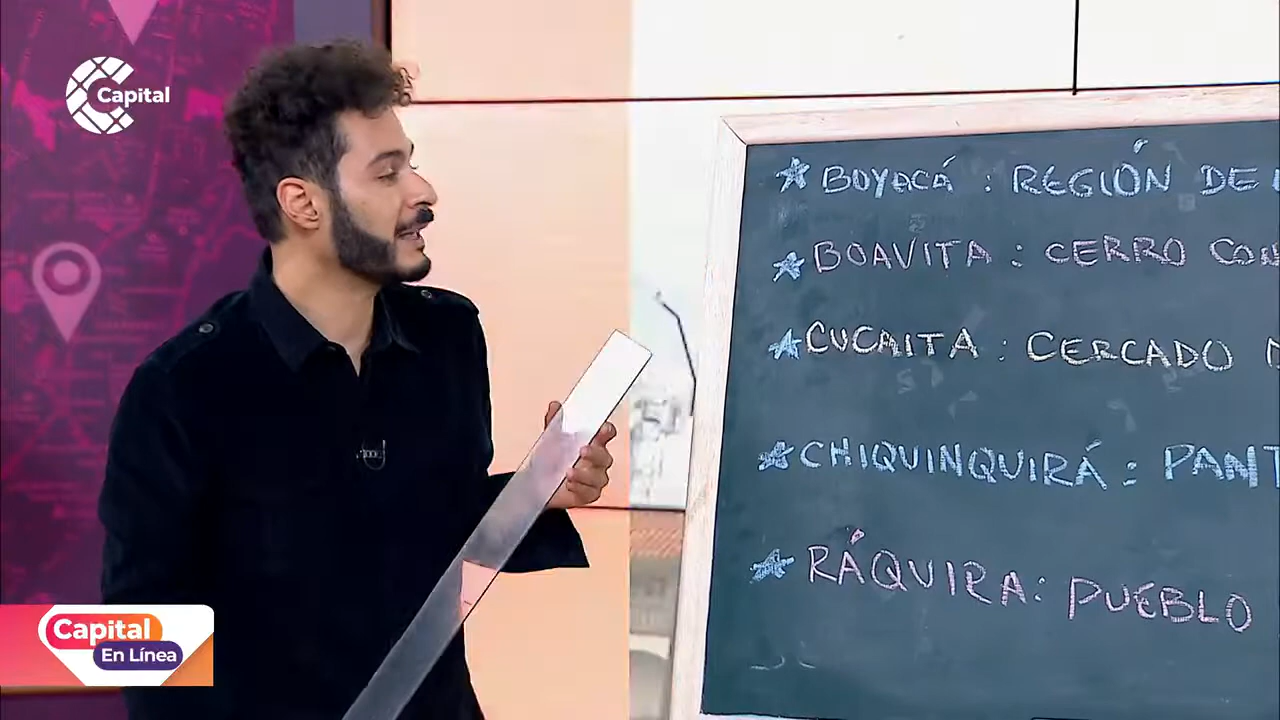 Capital
BOYACÁ : REGIÓN DE
BOAVITA : CERRO CON
CUCAITA : CERCADO
CHIQUINQUIRÁ : PANT
RÁQUIRA : PUEBLO
Capital
En Línea